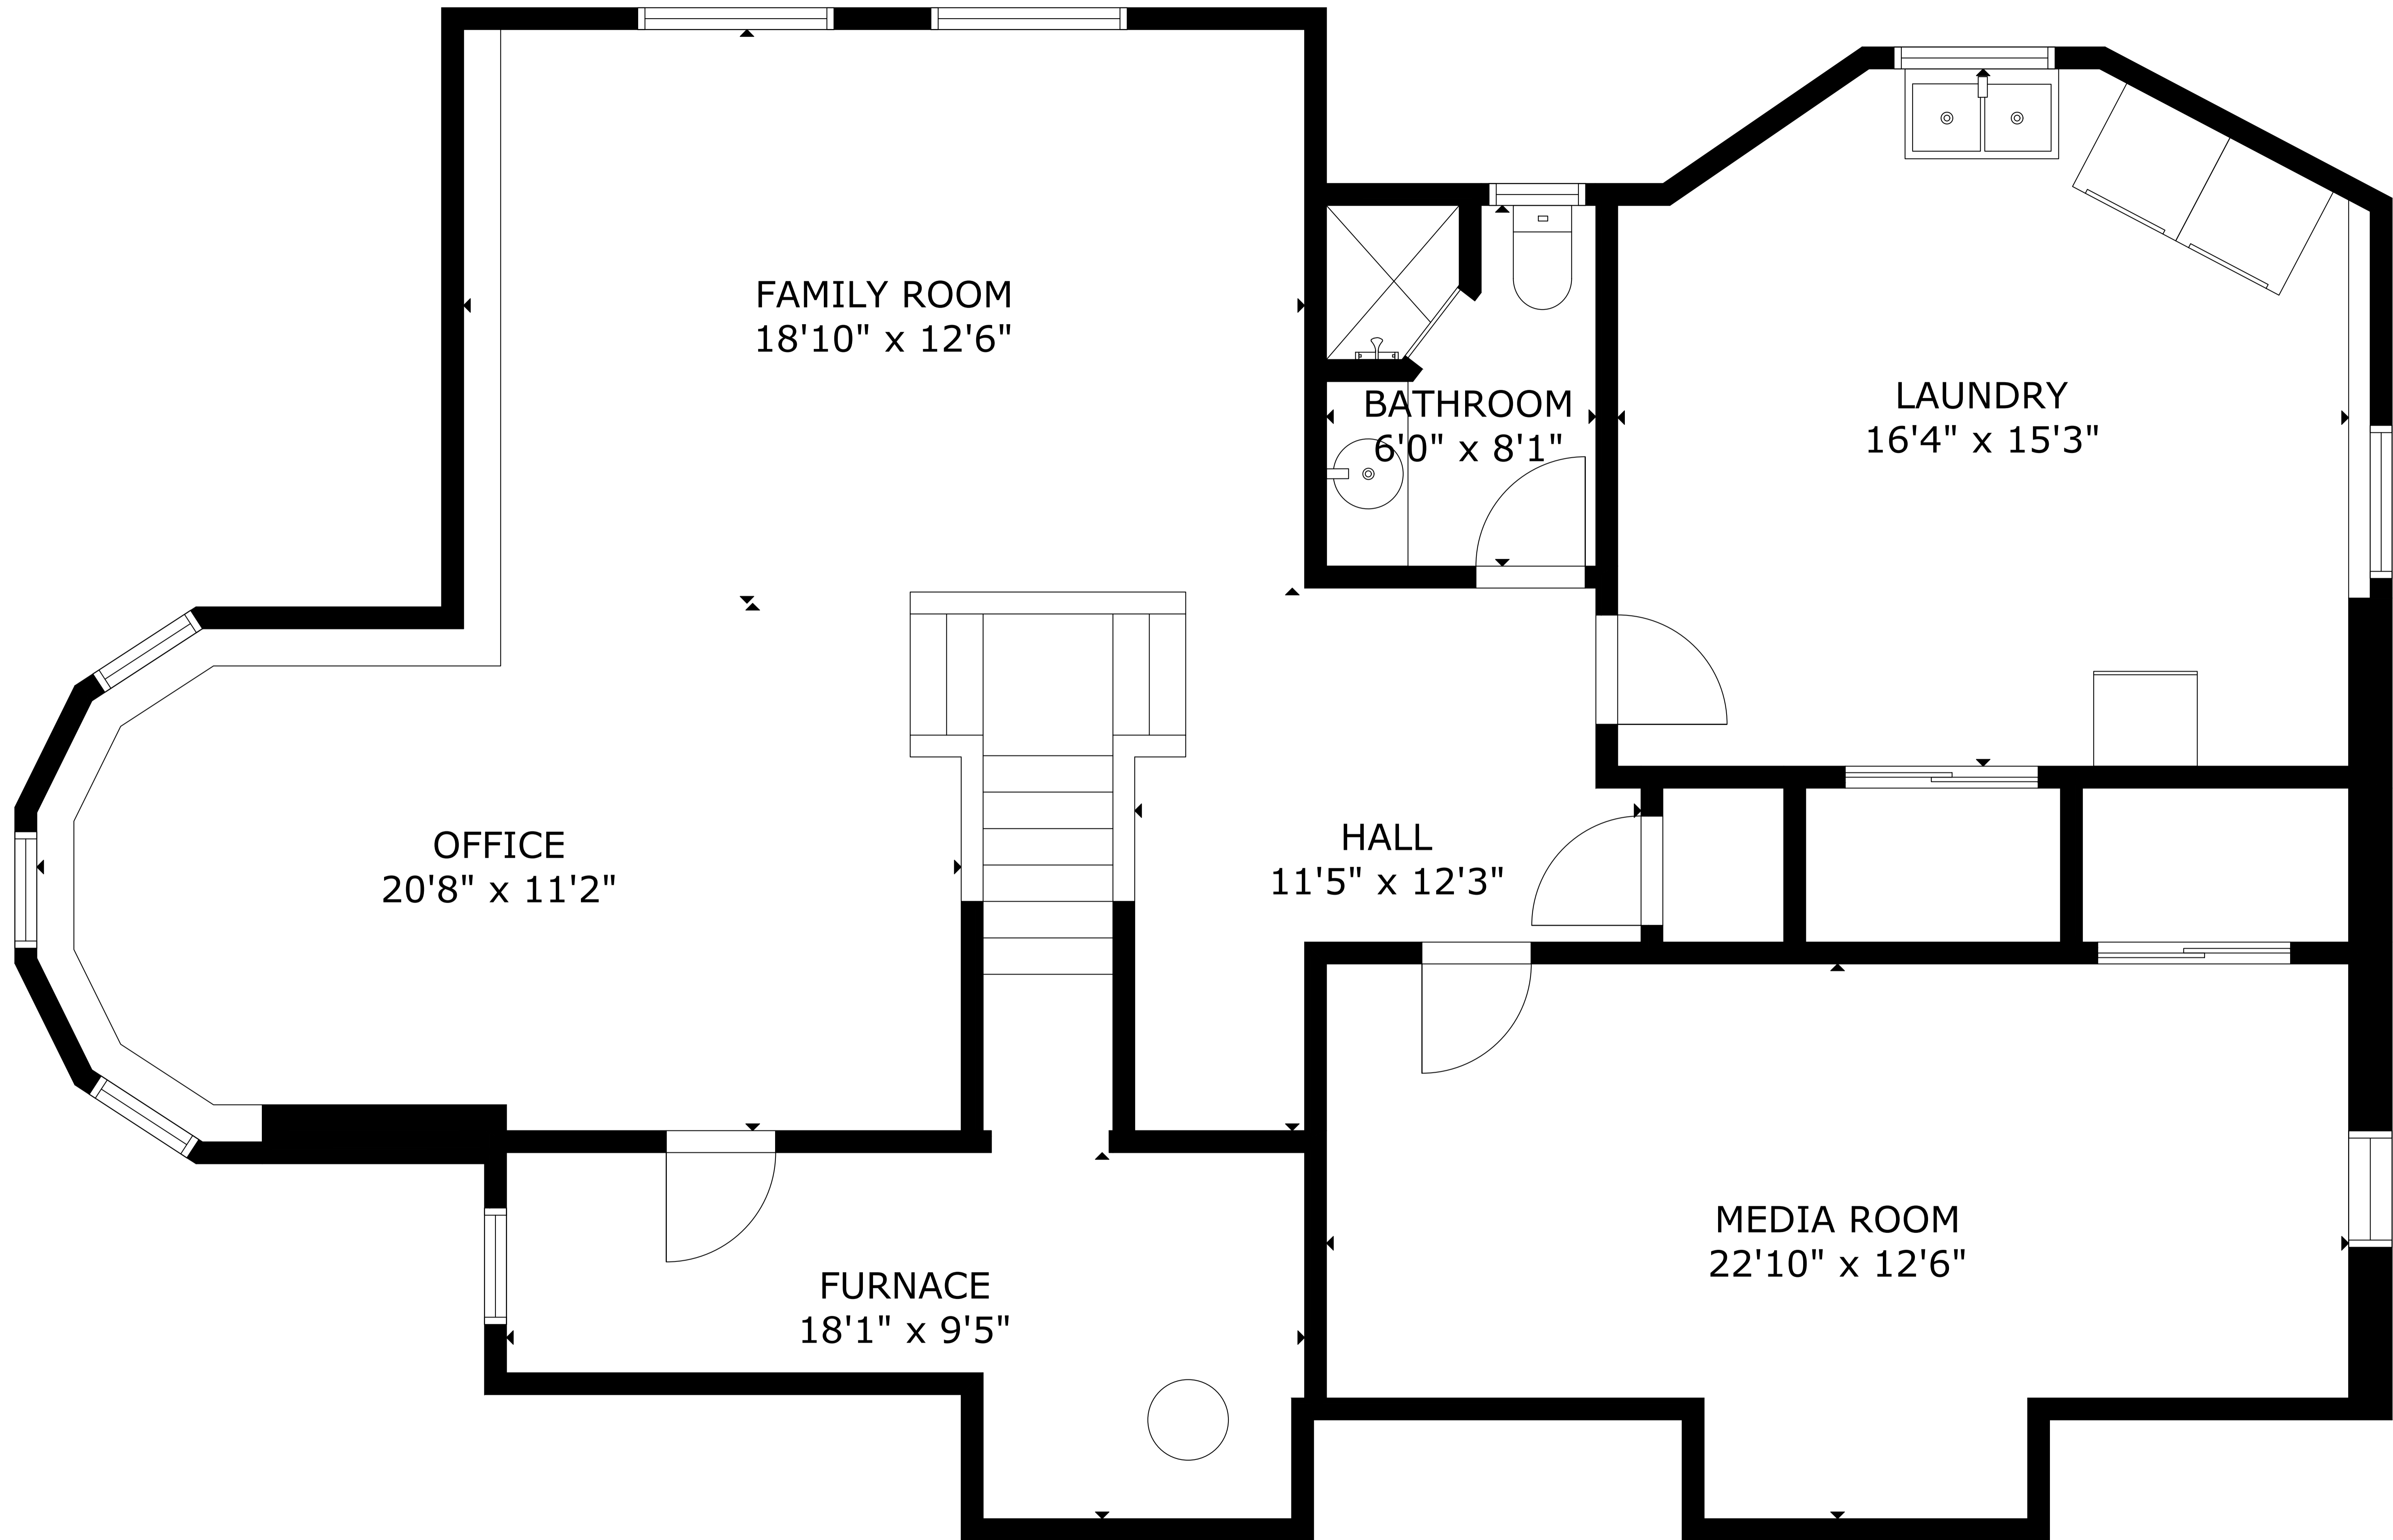 FAMILY ROOM
18'10" x 12'6"
BATHROOM
6'0" x 8'1"
LAUNDRY
16'4" x 15'3"
OFFICE
20'8" x 11'2"
HALL
11'5" x 12'3"
MEDIA ROOM
22'10" x 12'6"
FURNACE
18'1" x 9'5"